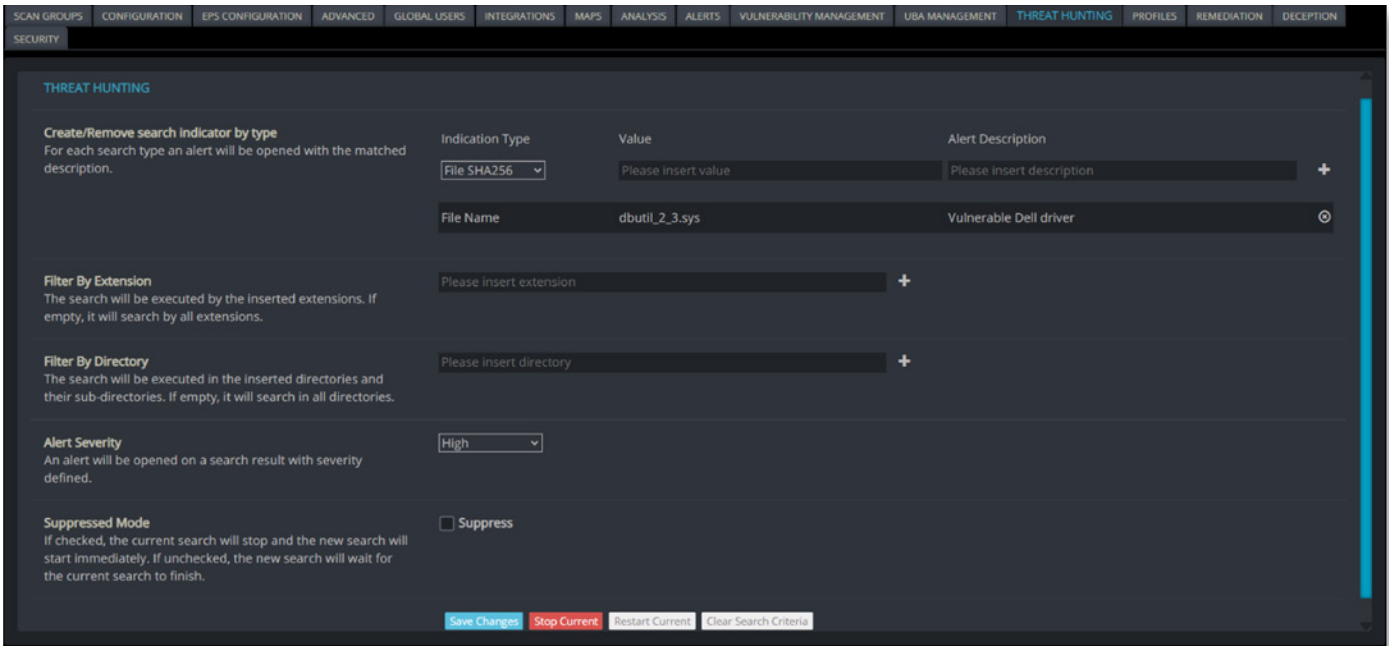 SCAN GROUPS CONFIGURATION EPS CONFIGURATION ADVANCED GLOBAL USERS INTEGRATIONS MAPS ANALYSIS ALERTS VULNERABILITY MANAGEMENT UBA MANAGEMENT THREAT HUNTING PROFILES REMEDIATION DECEPTION
SECURITY
THREAT HUNTING
Create/Remove search indicator by type
For each search type an alert will be opened with the matched
description.
Indication Type Value Alert Description
File SHA256 Please insert value Please insert description
File Name dbutil_2_3.sys Vulnerable Dell driver
Filter By Extension
The search will be executed by the inserted extensions. If
empty, it will search by all extensions.
Please insert extension
Filter By Directory
The search will be executed in the inserted directories and
their sub-directories. If empty, it will search in all directories.
Please insert directory
Alert Severity
An alert will be opened on a search result with severity
defined.
High
Suppressed Mode
If checked, the current search will stop and the new search will
start immediately. If unchecked, the new search will wait for
the current search to finish.
Suppress
Save Changes Stop Current Restart Current Clear Search Criteria